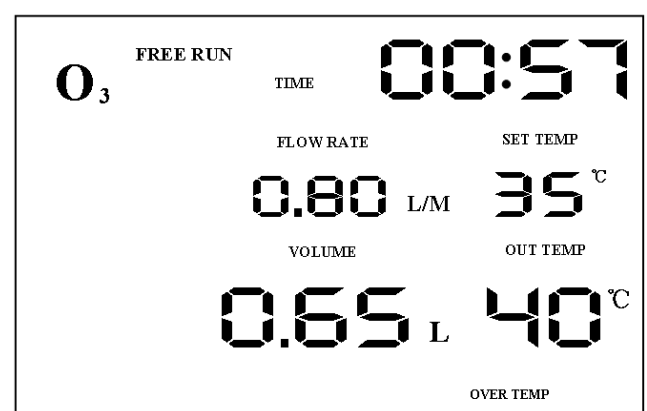 O₃ FREE RUN TIME 00:57
FLOW RATE SET TEMP
0.80 L/M 35 ℃
VOLUME OUT TEMP
0.65 L 40 ℃
OVER TEMP